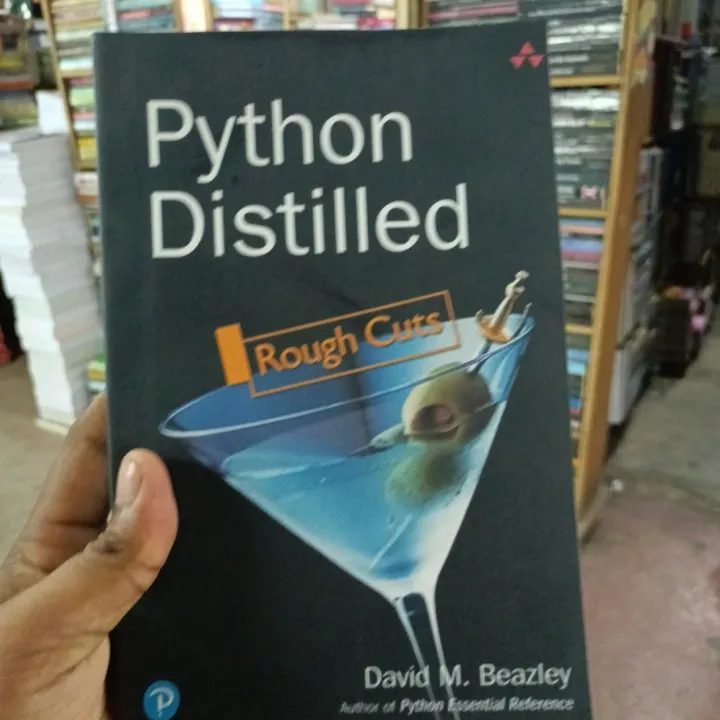 Python
Distilled
Rough Cuts
David M. Beazley
Author of Python Essential Reference
P